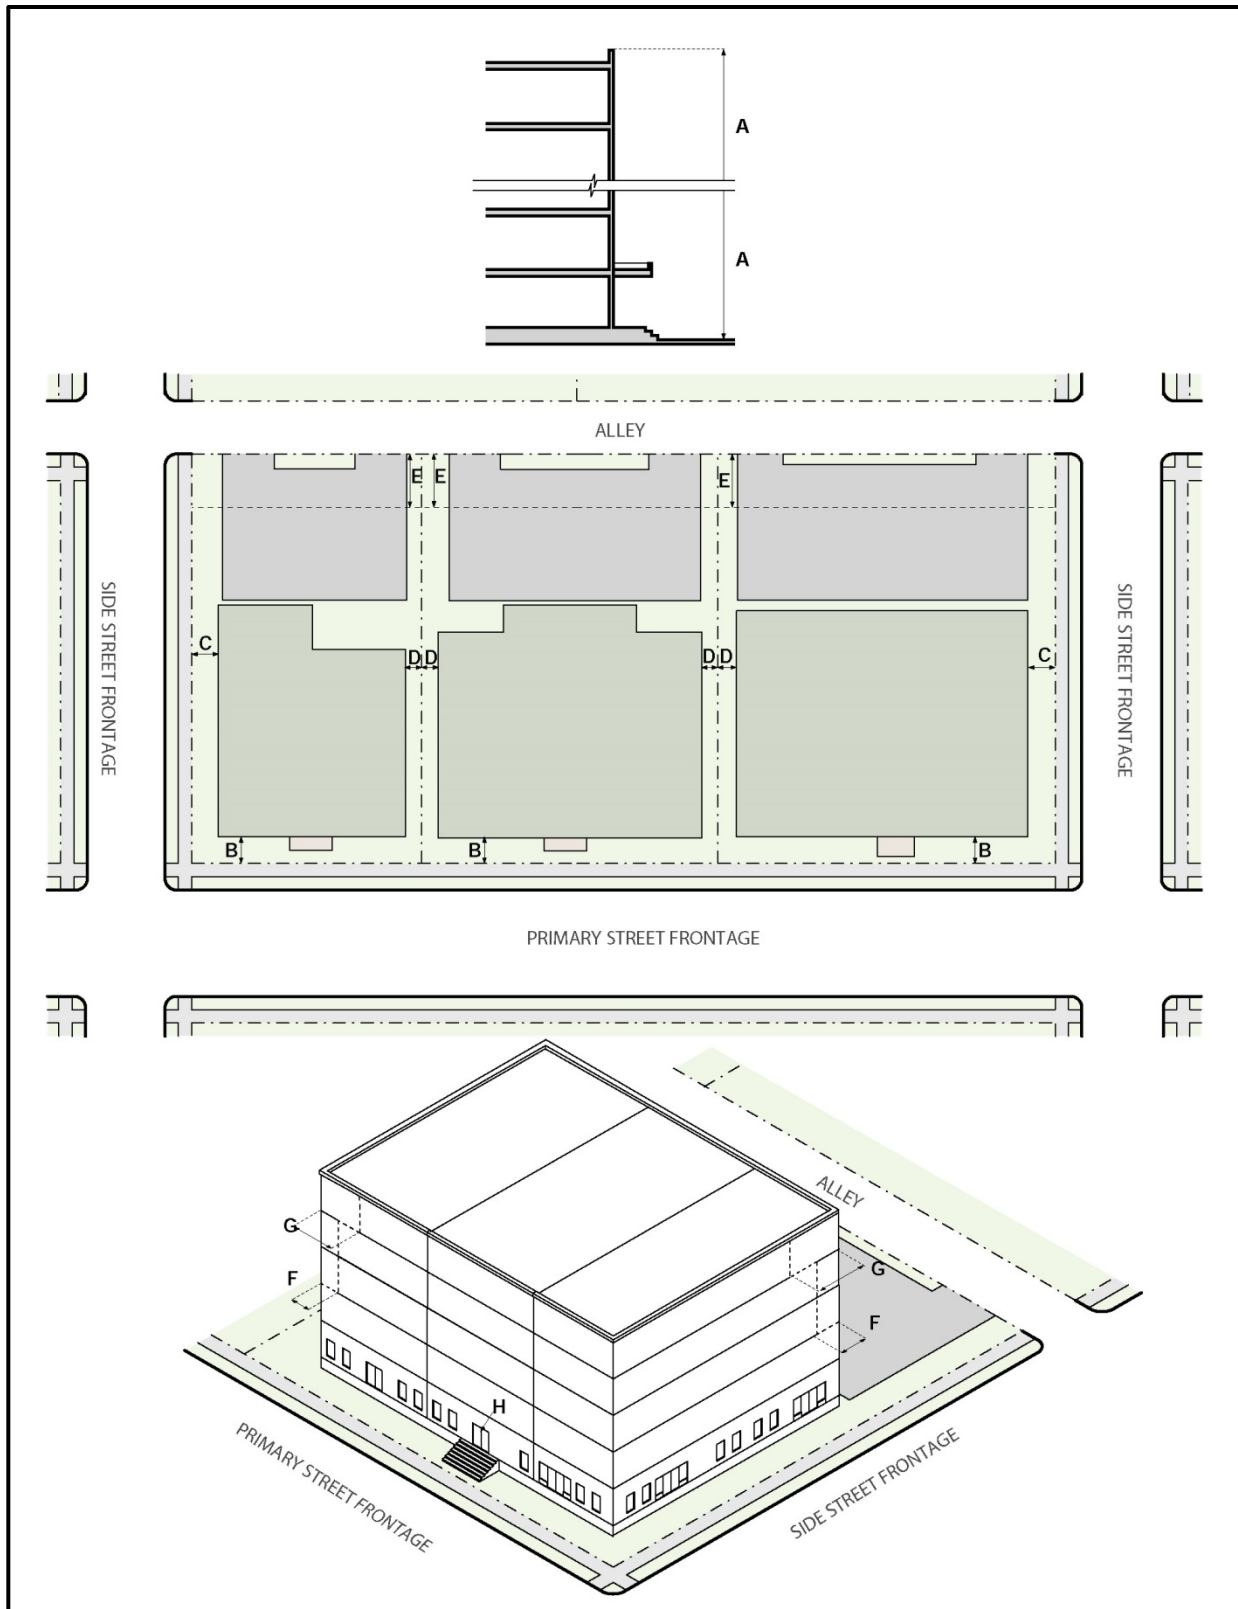 A
A
ALLEY
E E E
SIDE STREET FRONTAGE
SIDE STREET FRONTAGE
C D D D D C
B B B
PRIMARY STREET FRONTAGE
ALLEY
G
G
F
F
H
PRIMARY STREET FRONTAGE
SIDE STREET FRONTAGE